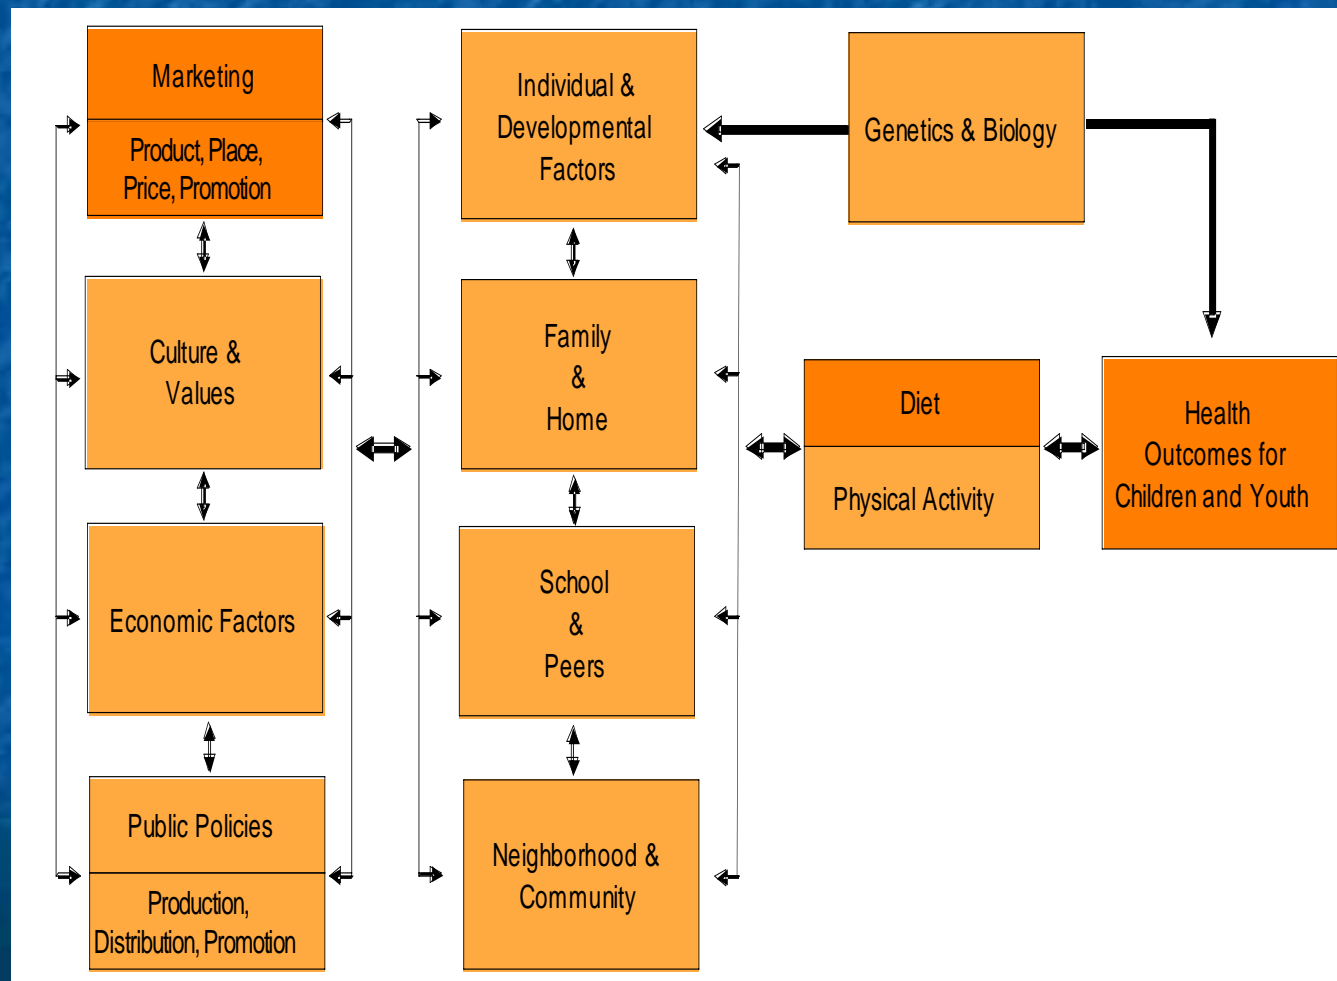 Marketing
Product, Place,
Price, Promotion
Culture &
Values
Economic Factors
Public Policies
Production,
Distribution, Promotion
Individual &
Developmental
Factors
Family
&
Home
School
&
Peers
Neighborhood &
Community
Genetics & Biology
Diet
Physical Activity
Health
Outcomes for
Children and Youth